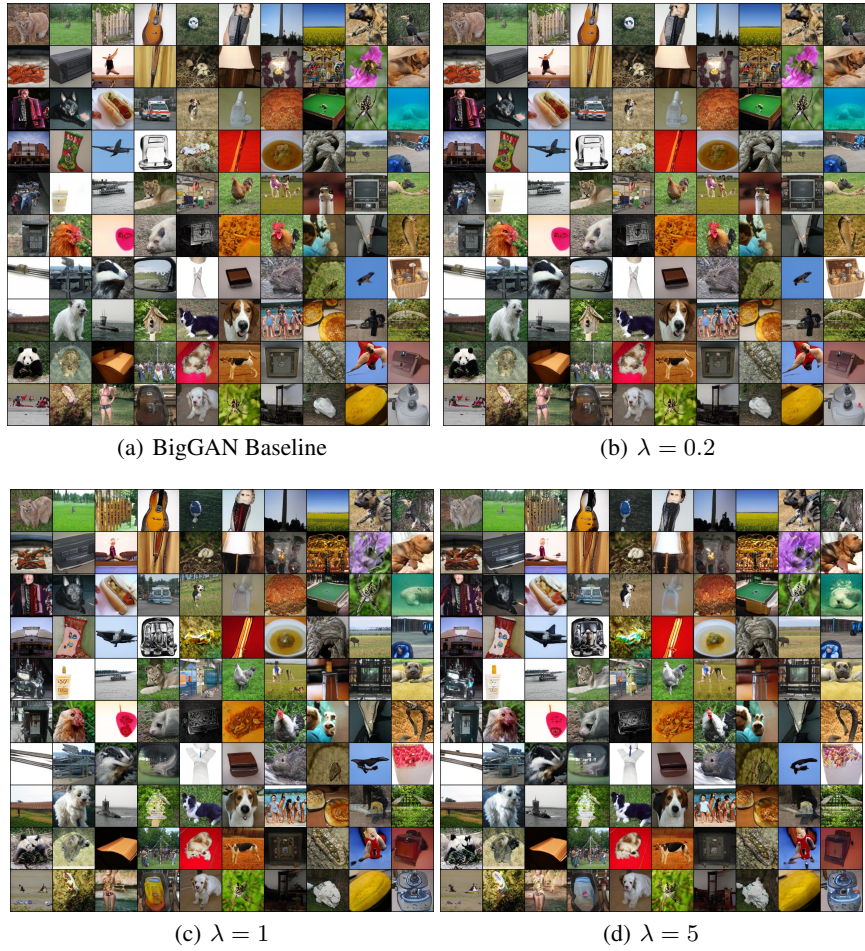 (a) BigGAN Baseline
(b) λ = 0.2
(c) λ = 1
(d) λ = 5